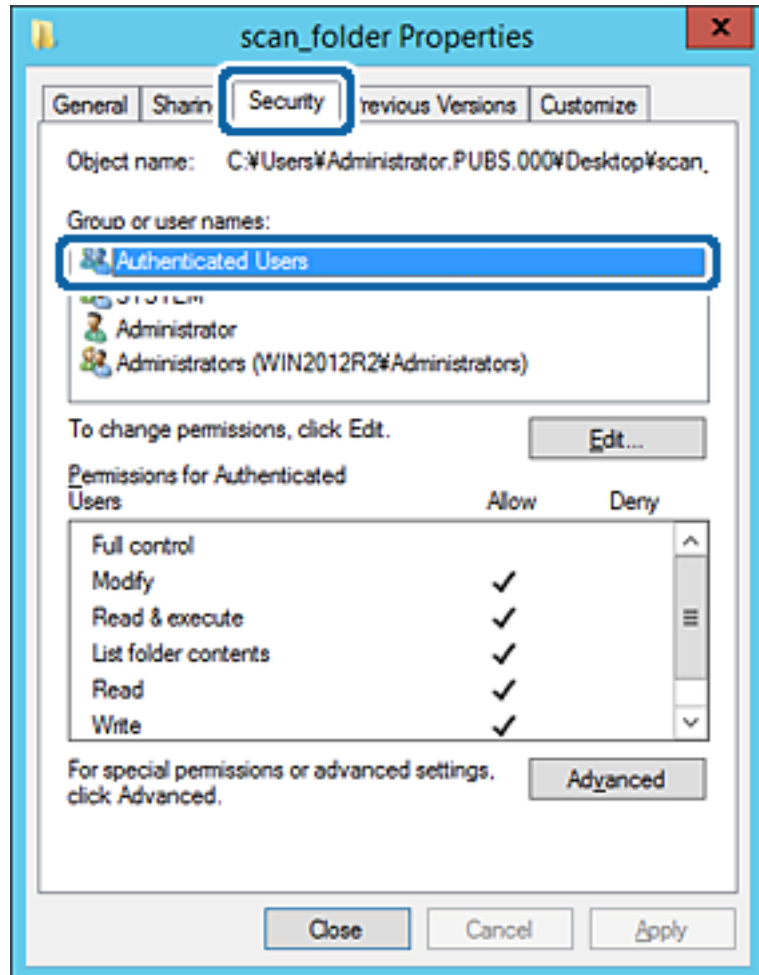 scan_folder Properties
x
General Security Previous Versions Customize
Object name: C:¥Users¥Administrator.PUBS.000¥Desktop¥scan_
Group or user names:
Authenticated Users
SYSTEM
Administrator
Administrators (WIN2012R2¥Administrators)
To change permissions, click Edit.
Edit...
Permissions for Authenticated
Users Allow Deny
Full control
Modify
Read & execute
List folder contents
Read
Write
For special permissions or advanced settings,
click Advanced.
Advanced
Close Cancel Apply